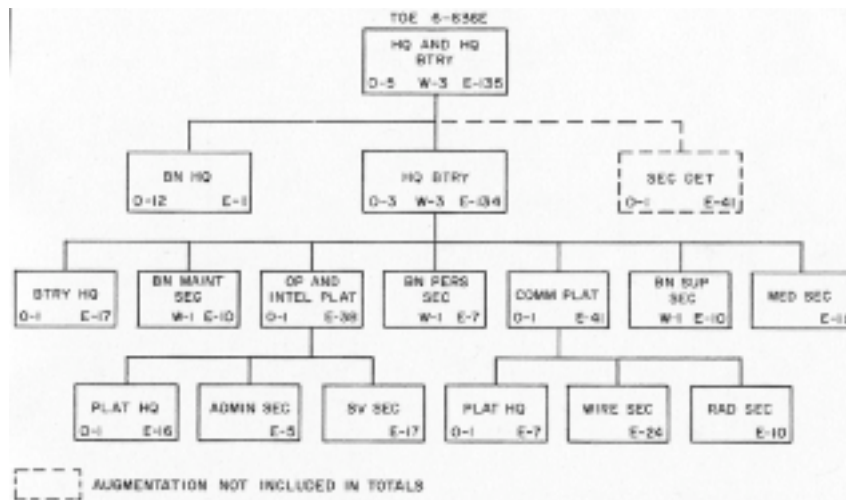 TOE 6-636E
HQ AND HQ
BTRY
O-5 W-3 E-135
BN HQ
O-12 E-1
HQ BTRY
O-3 W-3 E-134
SEC DET
O-1 E-41
BTRY HQ
O-1 E-17
BN MAINT
SEC
W-1 E-10
OP AND
INTEL PLAT
O-1 E-38
BN PERS
SEC
W-1 E-7
COMM PLAT
O-1 E-41
BN SUP
SEC
W-1 E-10
MED SEC
E-11
PLAT HQ
O-1 E-16
ADMIN SEC
E-5
SV SEC
E-17
PLAT HQ
O-1 E-7
WIRE SEC
E-24
RAD SEC
E-10
AUGMENTATION NOT INCLUDED IN TOTALS